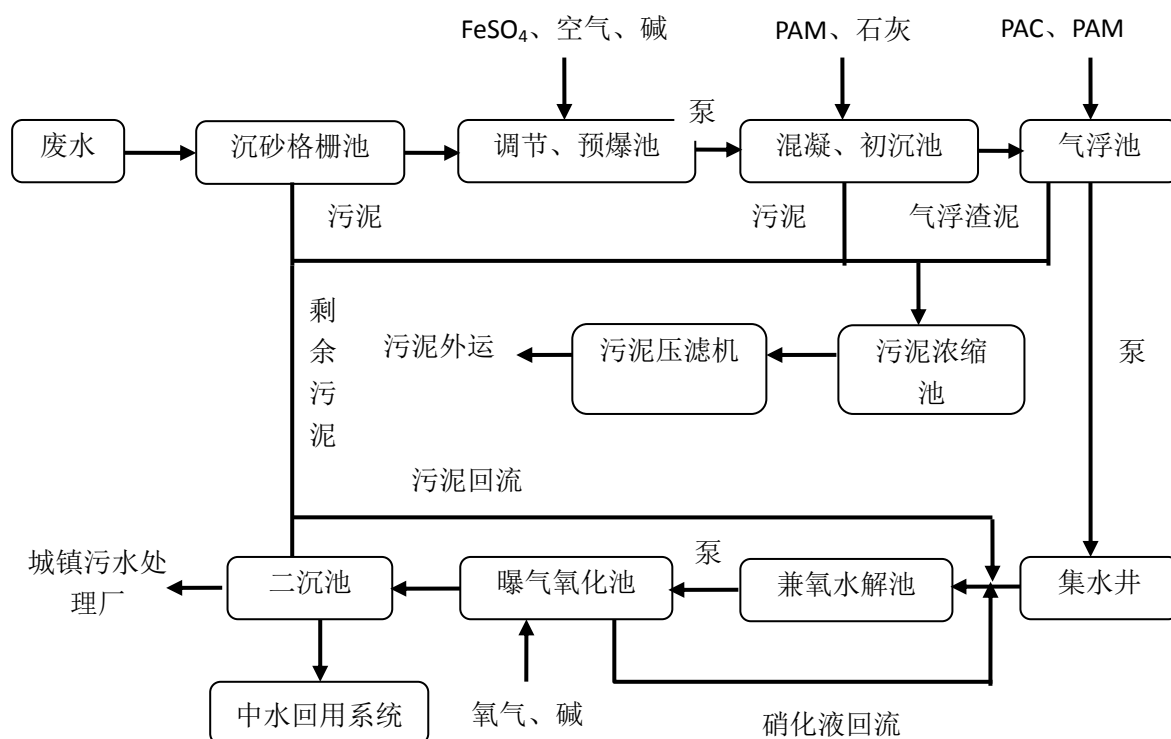 FeSO₄、空气、碱
PAM、石灰
PAC、PAM
废水
沉砂格栅池
调节、预爆池
泵
混凝、初沉池
气浮池
污泥
污泥
气浮渣泥
剩
余
污
泥
污泥外运
污泥压滤机
污泥浓缩
池
泵
污泥回流
城镇污水处
理厂
二沉池
曝气氧化池
泵
兼氧水解池
集水井
中水回用系统
氧气、碱
硝化液回流